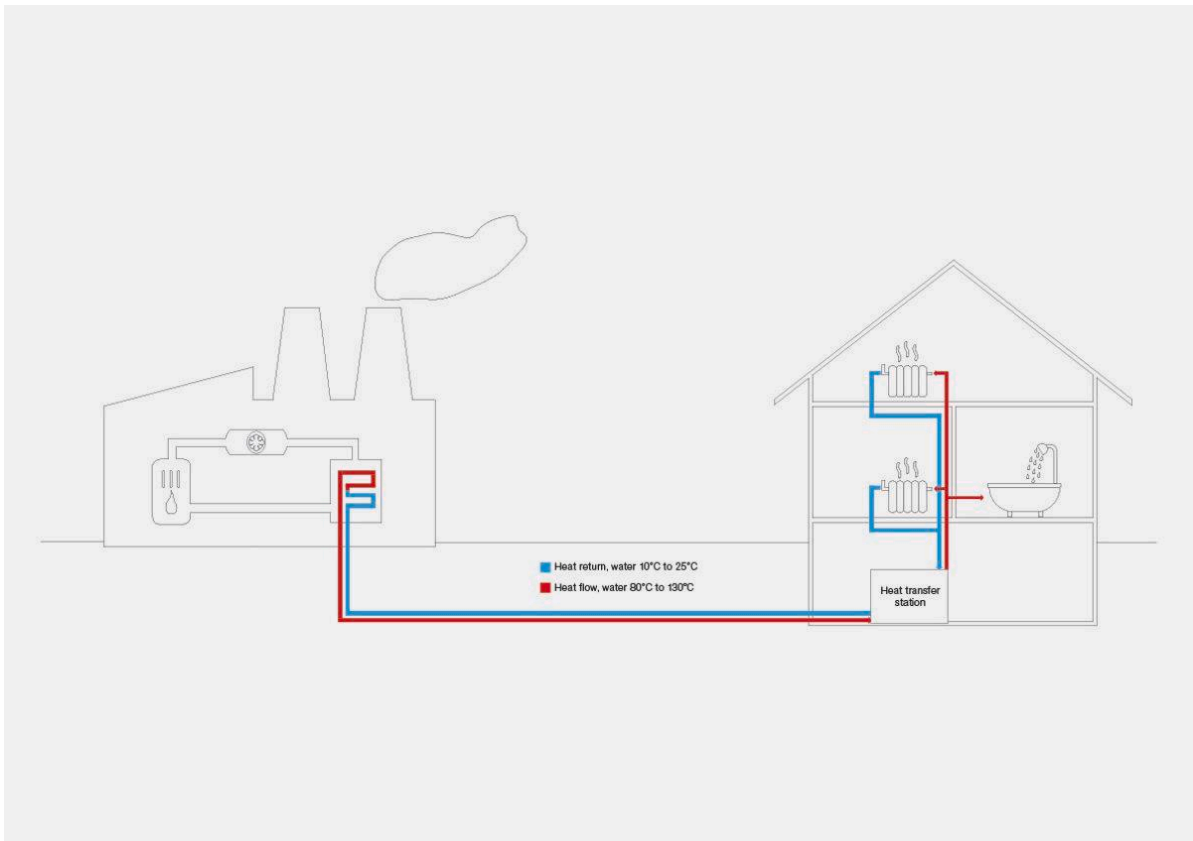 Heat return, water 10°C to 25°C
Heat flow, water 80°C to 130°C
Heat transfer
station